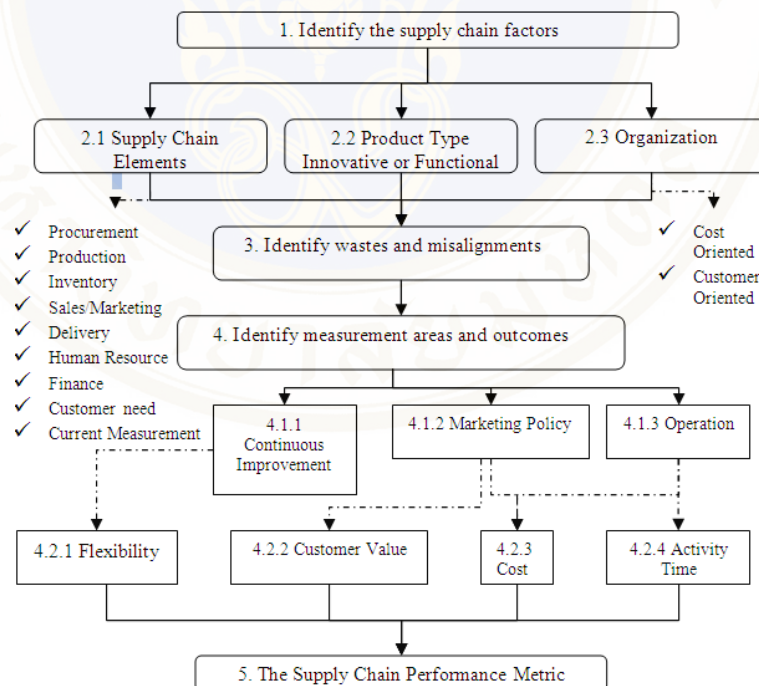 1. Identify the supply chain factors
2.1 Supply Chain
Elements
2.2 Product Type
Innovative or Functional
2.3 Organization
✓ Procurement
✓ Production
✓ Inventory
✓ Sales/Marketing
✓ Delivery
✓ Human Resource
✓ Finance
✓ Customer need
✓ Current Measurement
3. Identify wastes and misalignments
✓ Cost
Oriented
✓ Customer
Oriented
4. Identify measurement areas and outcomes
4.1.1
Continuous
Improvement
4.1.2 Marketing Policy
4.1.3 Operation
4.2.1 Flexibility
4.2.2 Customer Value
4.2.3
Cost
4.2.4 Activity
Time
5. The Supply Chain Performance Metric